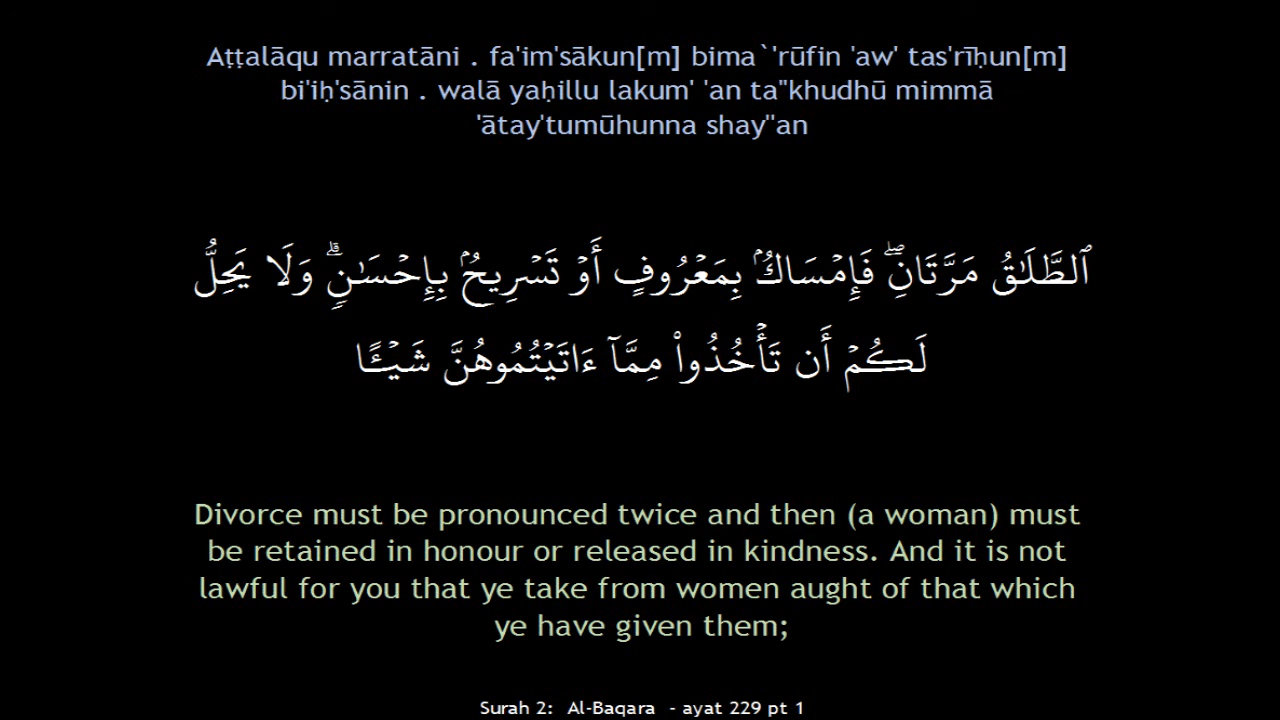 Aṭṭalāqu marratāni . fa'im'sākun[m] bima`'rūfin 'aw' tas'rīḥun[m]
bi'iḥ'sānin . walā yaḥillu lakum' 'an ta"khudhū mimmā
'ātay'tumūhunna shay"an
ٱلطَّلَـٰقُ مَرَّتَانِ ۖ فَإِمْسَاكُۢ بِمَعْرُوفٍ أَوْ تَسْرِيحُۢ بِإِحْسَـٰنٍ ۗ وَلَا يَحِلُّ
لَكُمْ أَن تَأْخُذُوا۟ مِمَّآ ءَاتَيْتُمُوهُنَّ شَيْـًٔا
Divorce must be pronounced twice and then (a woman) must
be retained in honour or released in kindness. And it is not
lawful for you that ye take from women aught of that which
ye have given them;
Surah 2:  Al-Baqara  - ayat 229 pt 1